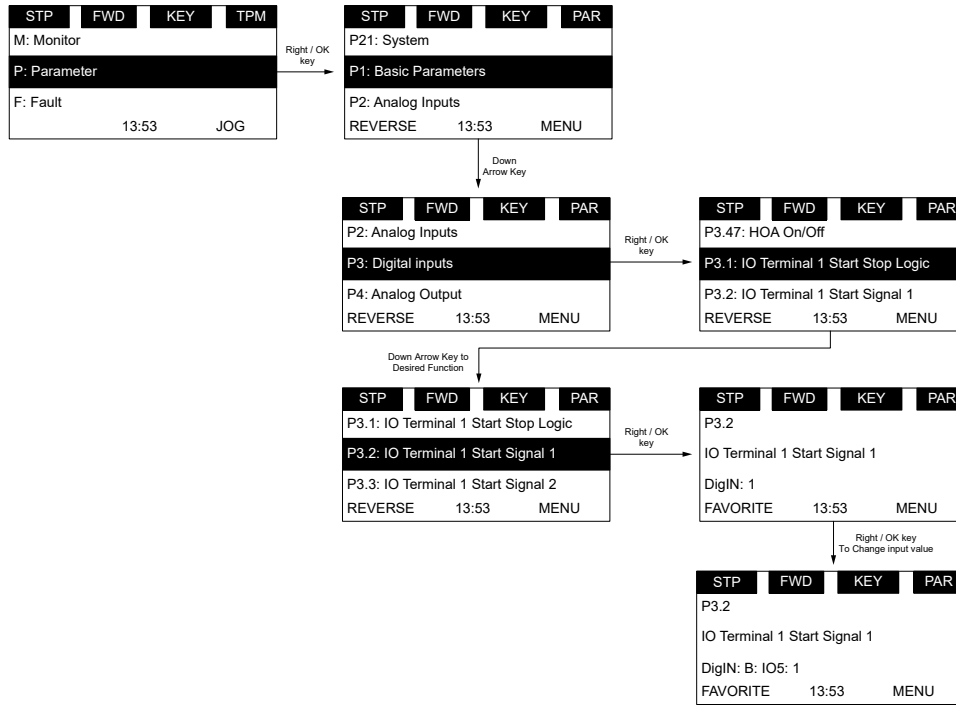 STP FWD KEY TPM
M: Monitor
P: Parameter
F: Fault
13:53 JOG
Right / OK
key
STP FWD KEY PAR
P21: System
P1: Basic Parameters
P2: Analog Inputs
REVERSE 13:53 MENU
Down
Arrow Key
STP FWD KEY PAR
P2: Analog Inputs
P3: Digital inputs
P4: Analog Output
REVERSE 13:53 MENU
Right / OK
key
STP FWD KEY PAR
P3.47: HOA On/Off
P3.1: IO Terminal 1 Start Stop Logic
P3.2: IO Terminal 1 Start Signal 1
REVERSE 13:53 MENU
Down Arrow Key to
Desired Function
STP FWD KEY PAR
P3.1: IO Terminal 1 Start Stop Logic
P3.2: IO Terminal 1 Start Signal 1
P3.3: IO Terminal 1 Start Signal 2
REVERSE 13:53 MENU
Right / OK
key
STP FWD KEY PAR
P3.2
IO Terminal 1 Start Signal 1
DigIN: 1
FAVORITE 13:53 MENU
Right / OK key
To Change input value
STP FWD KEY PAR
P3.2
IO Terminal 1 Start Signal 1
DigIN: B: IO5: 1
FAVORITE 13:53 MENU